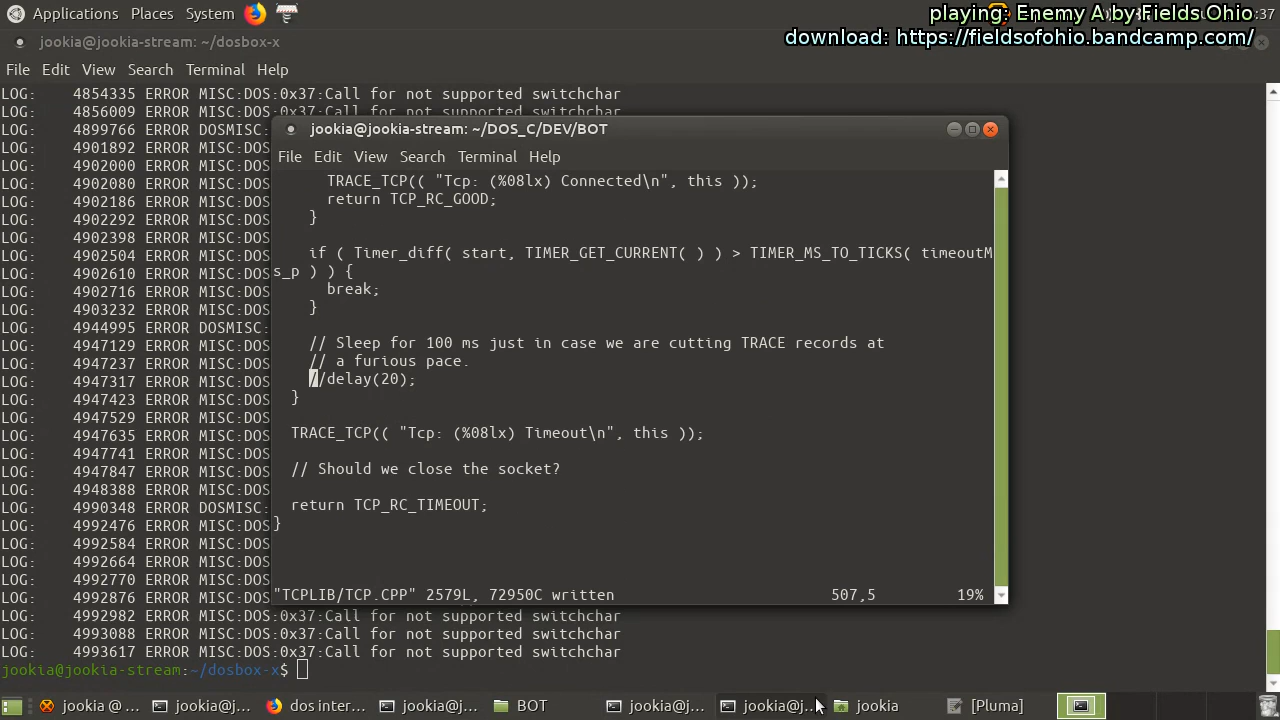 Applications Places System
playing: Enemy A by Fields Ohio
:37
download: https://fieldsofohio.bandcamp.com/
jookia@jookia-stream: ~/dosbox-x
File Edit View Search Terminal Help
LOG: 4854335 ERROR MISC:DOS:0x37:Call for not supported switchchar
LOG: 4856009 ERROR MISC:DOS:0x37:Call for not supported switchchar
LOG: 4899766 ERROR DOSMISC:
LOG: 4901892 ERROR MISC:DOS
LOG: 4902000 ERROR MISC:DOS
LOG: 4902080 ERROR MISC:DOS
LOG: 4902186 ERROR MISC:DOS
LOG: 4902292 ERROR MISC:DOS
LOG: 4902398 ERROR MISC:DOS
LOG: 4902504 ERROR MISC:DOS
LOG: 4902610 ERROR MISC:DOS
LOG: 4902716 ERROR MISC:DOS
LOG: 4903232 ERROR MISC:DOS
LOG: 4944995 ERROR DOSMISC:
LOG: 4947129 ERROR MISC:DOS
LOG: 4947237 ERROR MISC:DOS
LOG: 4947317 ERROR MISC:DOS
LOG: 4947423 ERROR MISC:DOS
LOG: 4947529 ERROR MISC:DOS
LOG: 4947635 ERROR MISC:DOS
LOG: 4947741 ERROR MISC:DOS
LOG: 4947847 ERROR MISC:DOS
LOG: 4948388 ERROR MISC:DOS
LOG: 4990348 ERROR DOSMISC:
LOG: 4992476 ERROR MISC:DOS
LOG: 4992584 ERROR MISC:DOS
LOG: 4992664 ERROR MISC:DOS
LOG: 4992770 ERROR MISC:DOS
LOG: 4992876 ERROR MISC:DOS
LOG: 4992982 ERROR MISC:DOS:0x37:Call for not supported switchchar
LOG: 4993088 ERROR MISC:DOS:0x37:Call for not supported switchchar
LOG: 4993617 ERROR MISC:DOS:0x37:Call for not supported switchchar
jookia@jookia-stream:~/dosbox-x$
jookia@jookia-stream: ~/DOS_C/DEV/BOT
File Edit View Search Terminal Help
TRACE_TCP(( "Tcp: (%08lx) Connected\n", this ));
return TCP_RC_GOOD;
}
if ( Timer_diff( start, TIMER_GET_CURRENT( ) ) > TIMER_MS_TO_TICKS( timeoutM
s_p ) ) {
break;
}
// Sleep for 100 ms just in case we are cutting TRACE records at
// a furious pace.
//delay(20);
}
TRACE_TCP(( "Tcp: (%08lx) Timeout\n", this ));
// Should we close the socket?
return TCP_RC_TIMEOUT;
}
"TCPLIB/TCP.CPP" 2579L, 72950C written 507,5 19%
jookia @ ... jookia@j... dos inter... jookia@j... BOT jookia@j... jookia@j... jookia [Pluma]